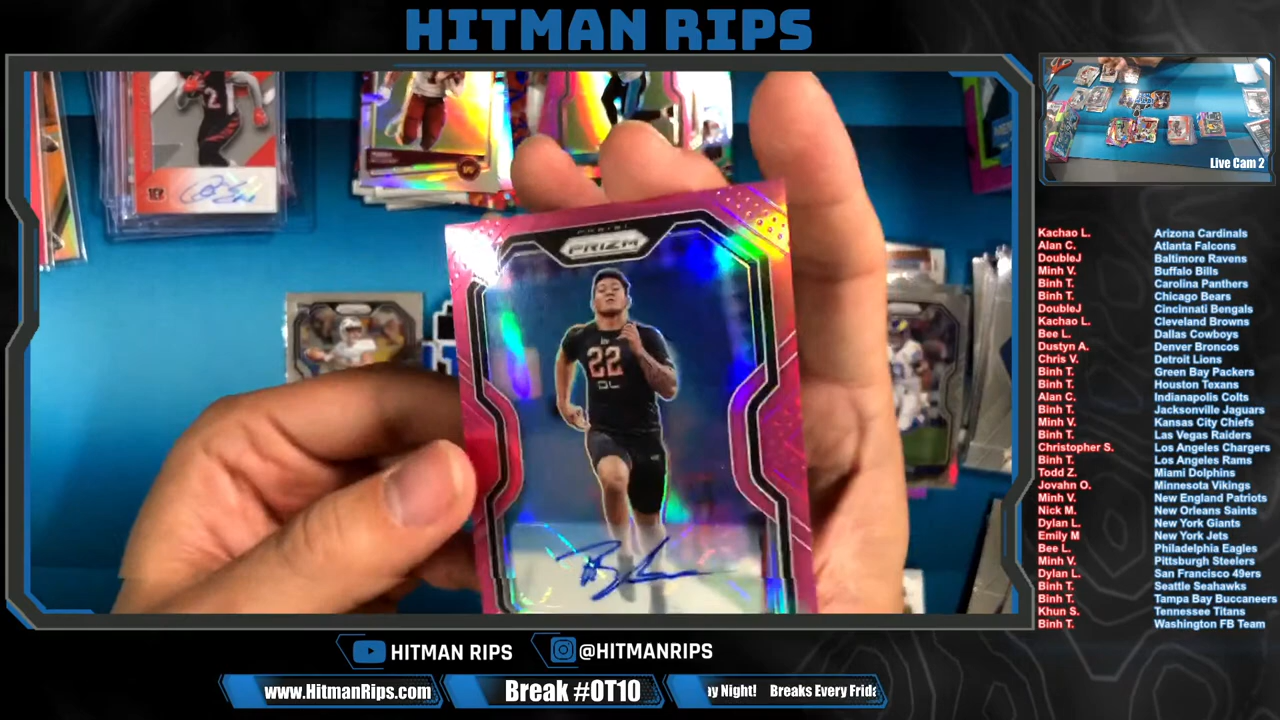 HITMAN RIPS
PANINI
PRIZM
22
DL
Live Cam 2
Kachao L. Arizona Cardinals
Alan C. Atlanta Falcons
DoubleJ Baltimore Ravens
Minh V. Buffalo Bills
Binh T. Carolina Panthers
Binh T. Chicago Bears
DoubleJ Cincinnati Bengals
Kachao L. Cleveland Browns
Bee L. Dallas Cowboys
Dustyn A. Denver Broncos
Chris V. Detroit Lions
Binh T. Green Bay Packers
Binh T. Houston Texans
Alan C. Indianapolis Colts
Binh T. Jacksonville Jaguars
Minh V. Kansas City Chiefs
Binh T. Las Vegas Raiders
Christopher S. Los Angeles Chargers
Binh T. Los Angeles Rams
Todd Z. Miami Dolphins
Jovahn O. Minnesota Vikings
Minh V. New England Patriots
Nick M. New Orleans Saints
Dylan L. New York Giants
Emily M New York Jets
Bee L. Philadelphia Eagles
Minh V. Pittsburgh Steelers
Dylan L. San Francisco 49ers
Binh T. Seattle Seahawks
Binh T. Tampa Bay Buccaneers
Khun S. Tennessee Titans
Binh T. Washington FB Team
HITMAN RIPS @HITMANRIPS
www.HitmanRips.com Break #OT10 ay Night! Breaks Every Frida